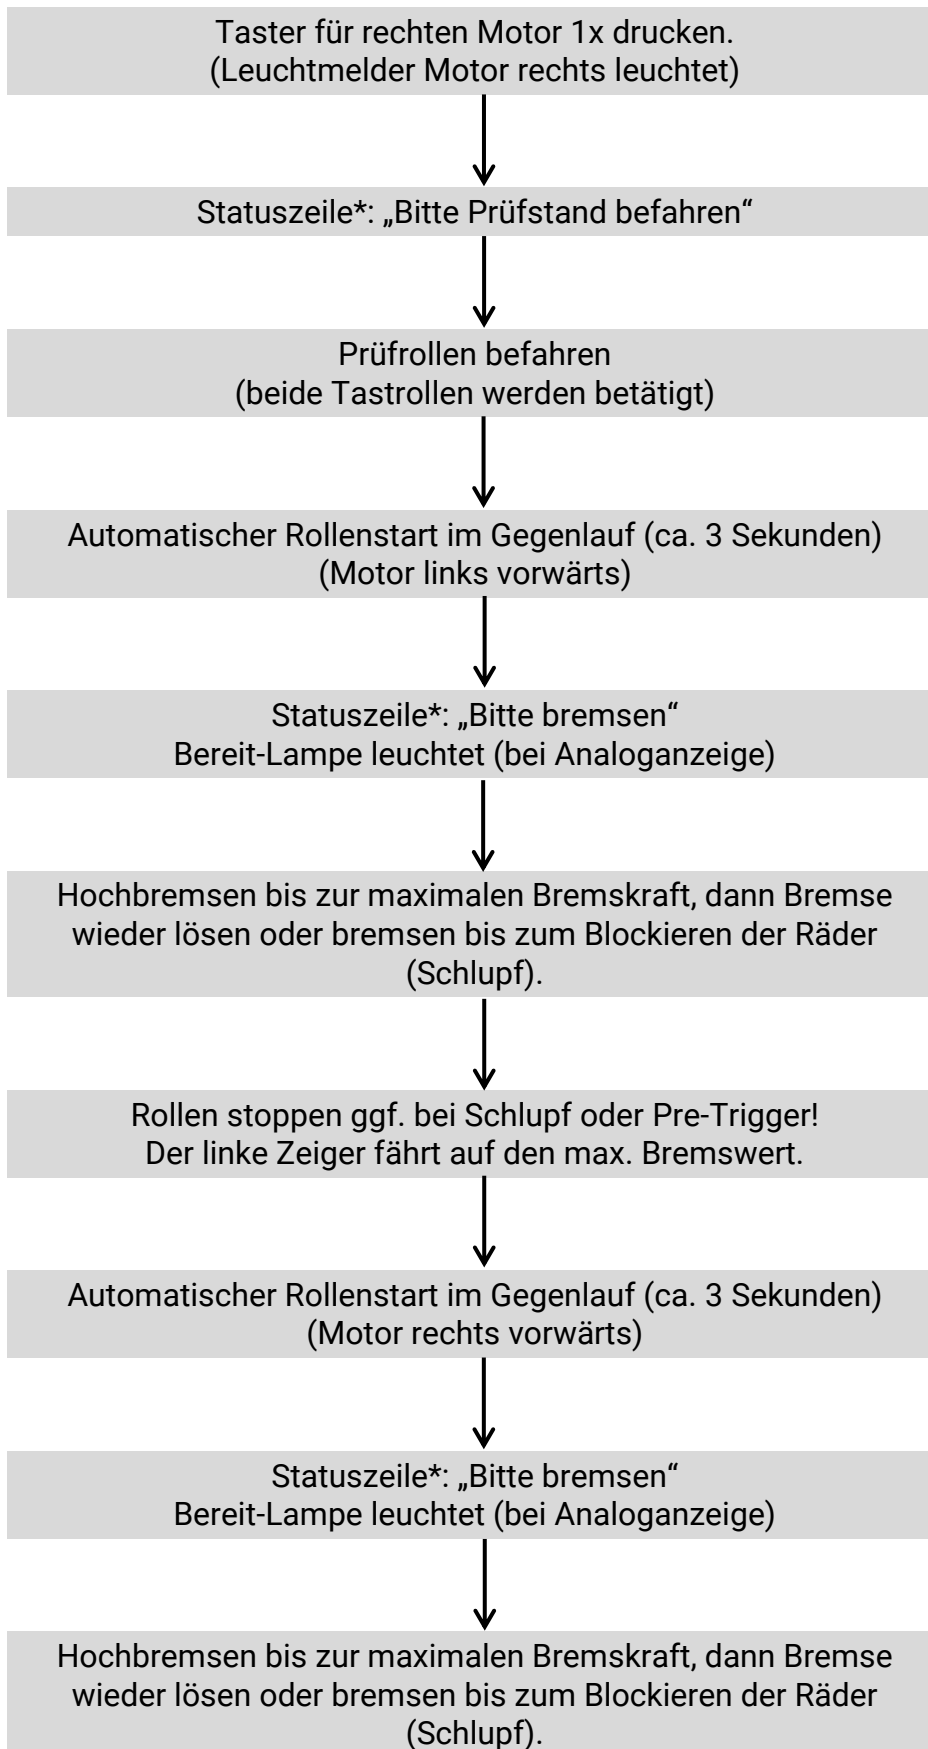 Taster für rechten Motor 1x drucken.
(Leuchtmelder Motor rechts leuchtet)
Statuszeile*: „Bitte Prüfstand befahren“
Prüfrollen befahren
(beide Tastrollen werden betätigt)
Automatischer Rollenstart im Gegenlauf (ca. 3 Sekunden)
(Motor links vorwärts)
Statuszeile*: „Bitte bremsen“
Bereit-Lampe leuchtet (bei Analoganzeige)
Hochbremsen bis zur maximalen Bremskraft, dann Bremse
wieder lösen oder bremsen bis zum Blockieren der Räder
(Schlupf).
Rollen stoppen ggf. bei Schlupf oder Pre-Trigger!
Der linke Zeiger fährt auf den max. Bremswert.
Automatischer Rollenstart im Gegenlauf (ca. 3 Sekunden)
(Motor rechts vorwärts)
Statuszeile*: „Bitte bremsen“
Bereit-Lampe leuchtet (bei Analoganzeige)
Hochbremsen bis zur maximalen Bremskraft, dann Bremse
wieder lösen oder bremsen bis zum Blockieren der Räder
(Schlupf).